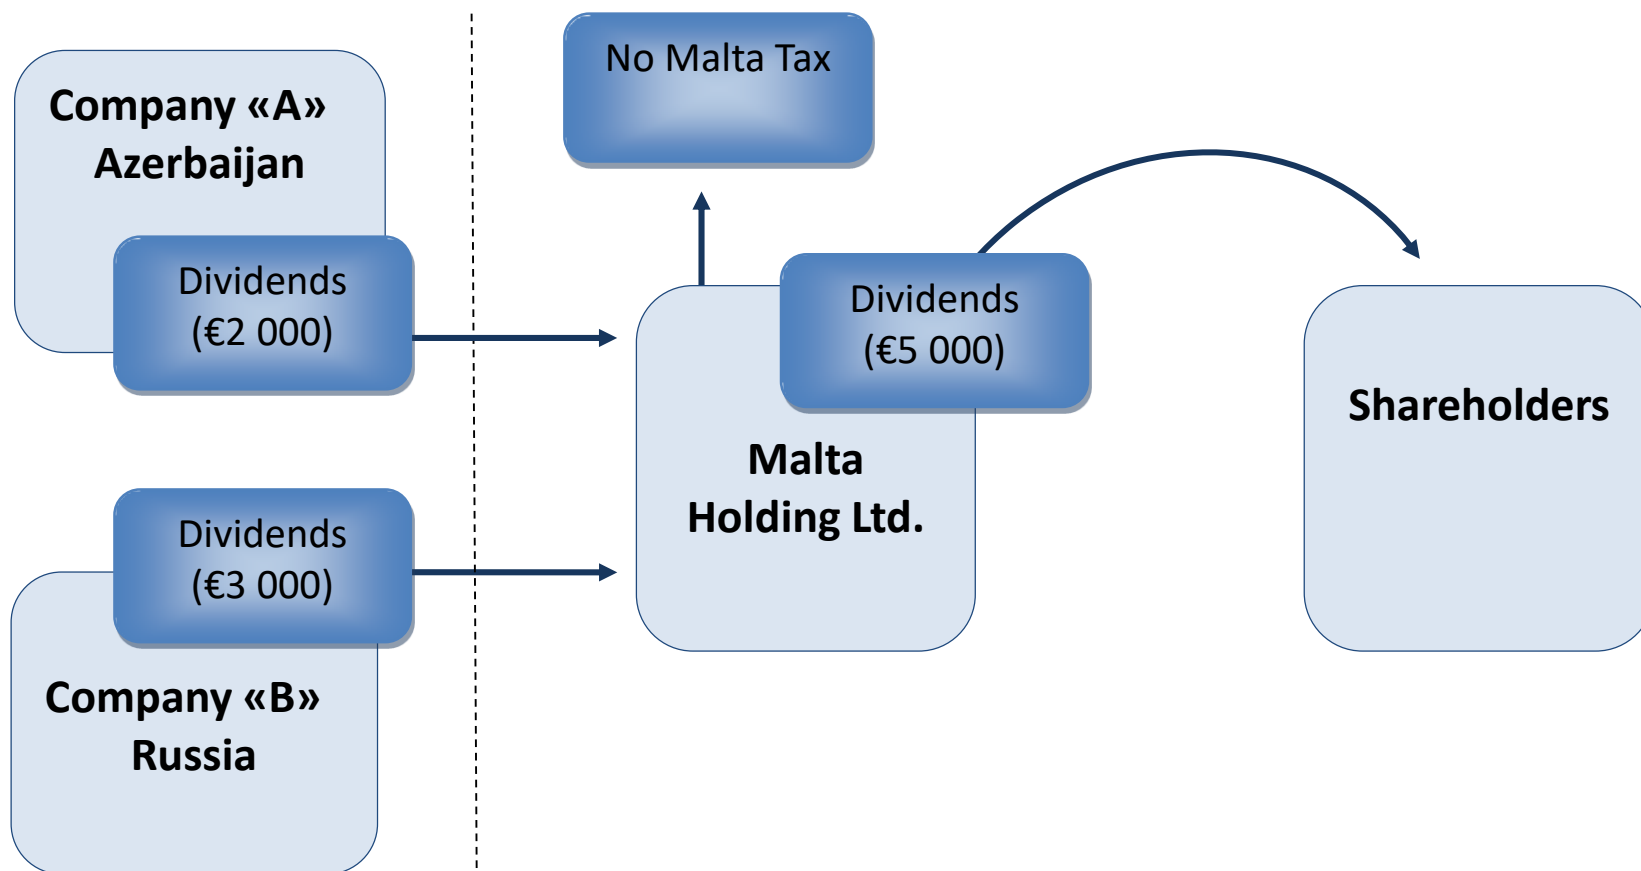 Company «A»
Azerbaijan
Dividends
(€2 000)
Dividends
(€3 000)
Company «B»
Russia
No Malta Tax
Dividends
(€5 000)
Malta
Holding Ltd.
Shareholders